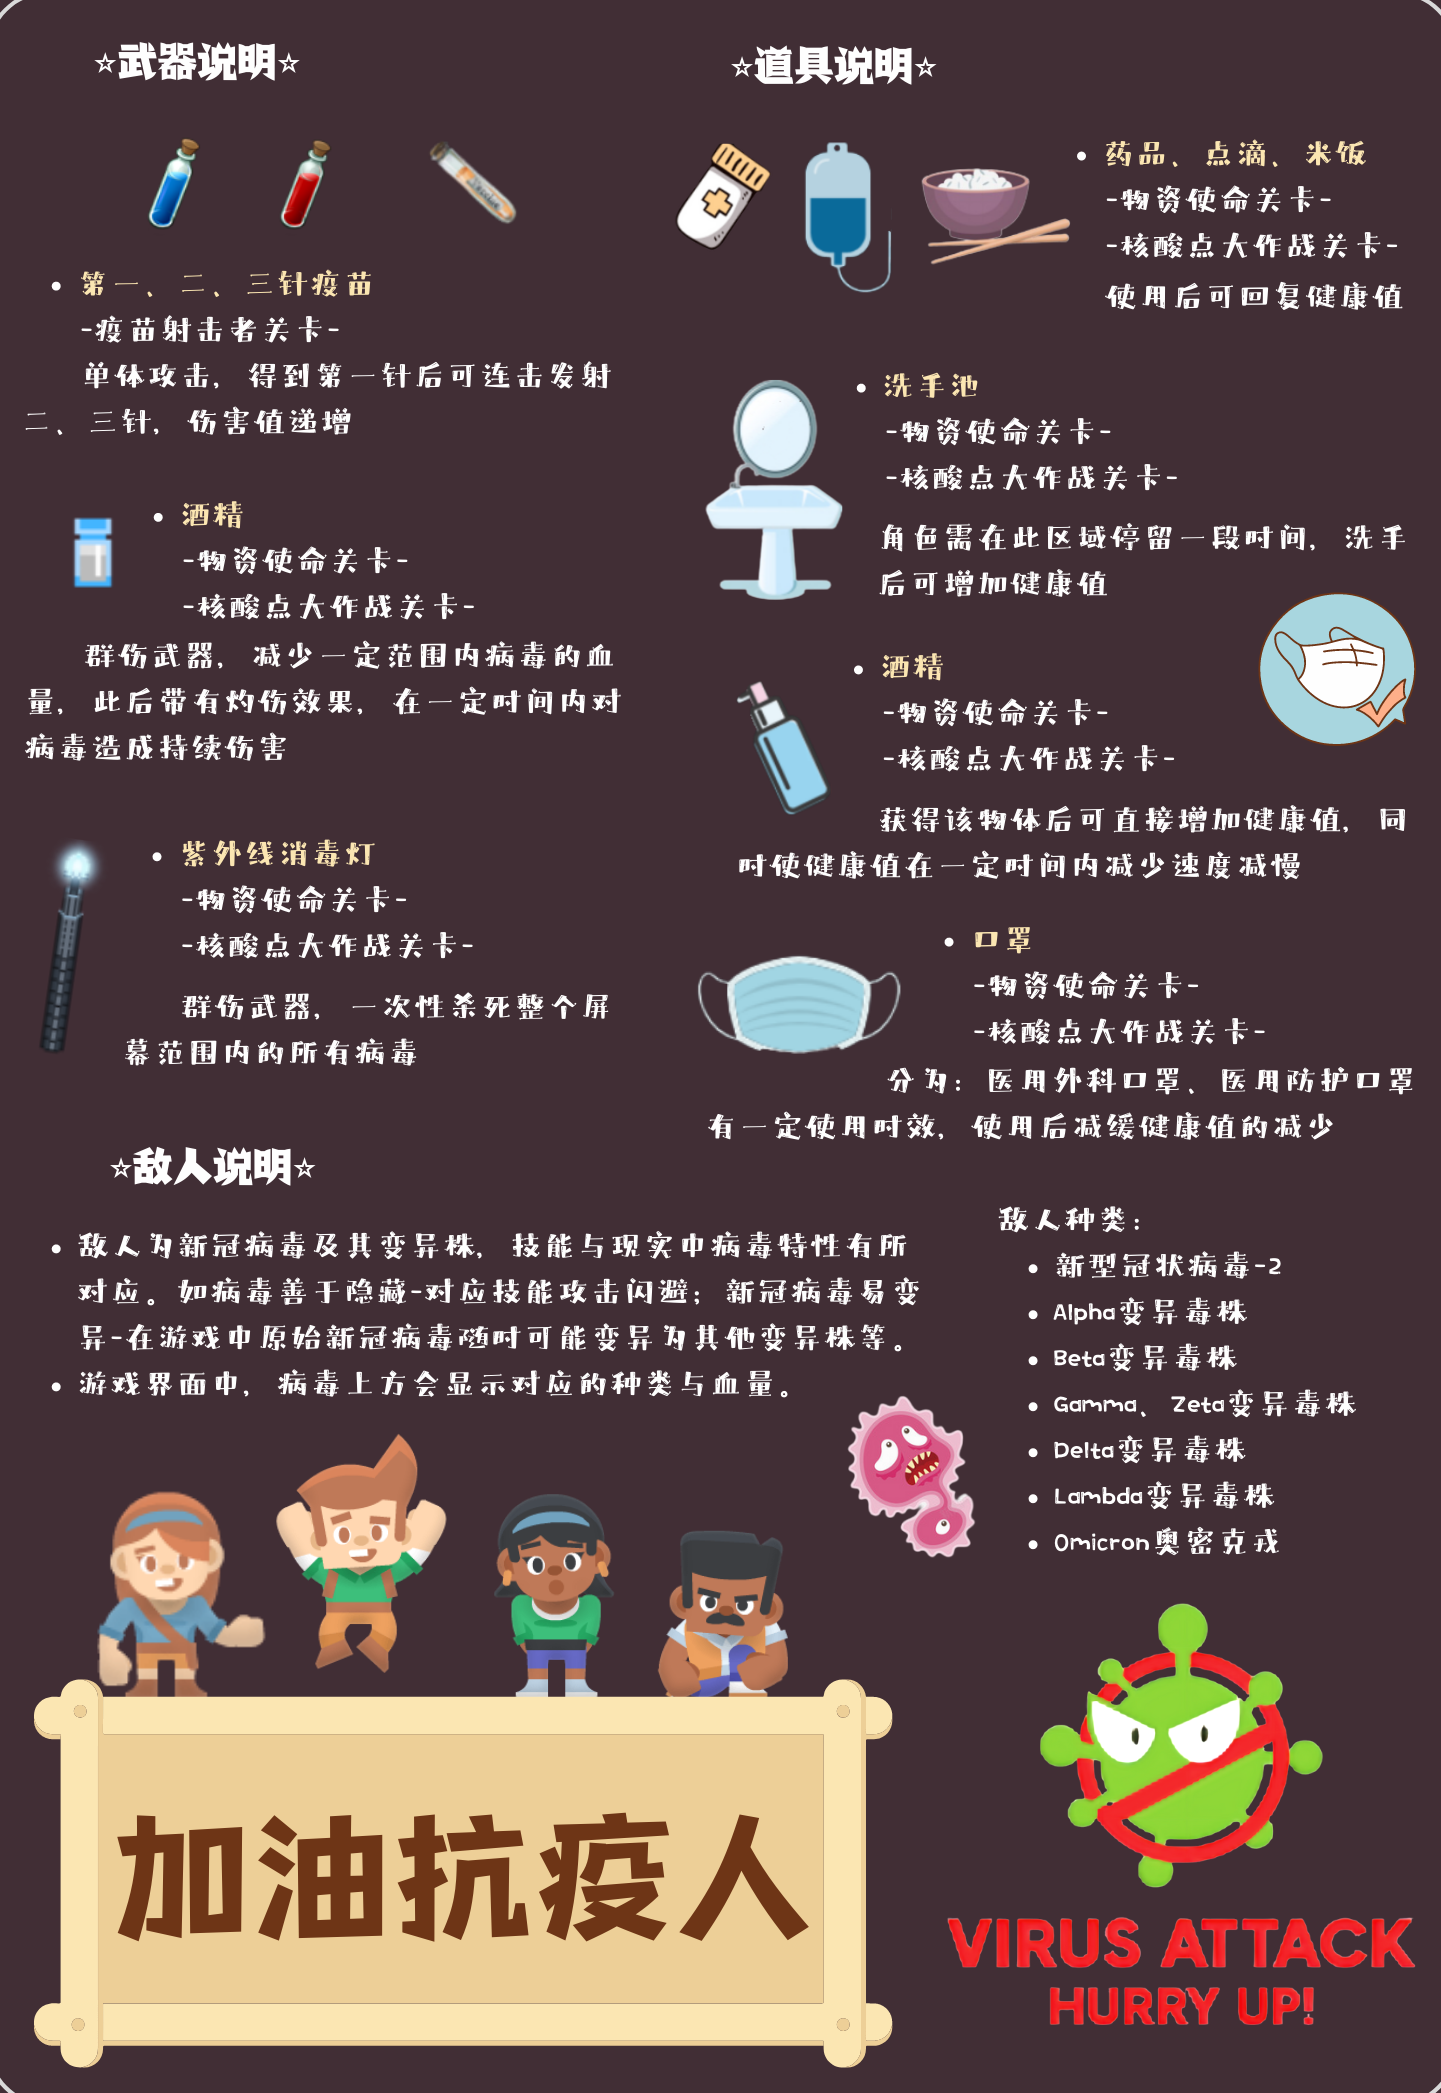 ☆武器说明☆
• 第一、二、三针疫苗
-疫苗射击者关卡-
单体攻击，得到第一针后可连击发射
二、三针，伤害值递增
• 酒精
-物资使命关卡-
-核酸点大作战关卡-
群伤武器，减少一定范围内病毒的血
量，此后带有灼伤效果，在一定时间内对
病毒造成持续伤害
• 紫外线消毒灯
-物资使命关卡-
-核酸点大作战关卡-
群伤武器，一次性杀死整个屏
幕范围内的所有病毒
☆道具说明☆
• 药品、点滴、米饭
-物资使命关卡-
-核酸点大作战关卡-
使用后可回复健康值
• 洗手池
-物资使命关卡-
-核酸点大作战关卡-
角色需在此区域停留一段时间，洗手
后可增加健康值
• 酒精
-物资使命关卡-
-核酸点大作战关卡-
获得该物体后可直接增加健康值，同
时使健康值在一定时间内减少速度减慢
• 口罩
-物资使命关卡-
-核酸点大作战关卡-
分为：医用外科口罩、医用防护口罩
有一定使用时效，使用后减缓健康值的减少
☆敌人说明☆
• 敌人为新冠病毒及其变异株，技能与现实中病毒特性有所
对应。如病毒善于隐藏-对应技能攻击闪避；新冠病毒易变
异-在游戏中原始新冠病毒随时可能变异为其他变异株等。
• 游戏界面中，病毒上方会显示对应的种类与血量。
敌人种类：
• 新型冠状病毒-2
• Alpha变异毒株
• Beta变异毒株
• Gamma、Zeta变异毒株
• Delta变异毒株
• Lambda变异毒株
• Omicron奥密克戎
加油抗疫人
VIRUS ATTACK
HURRY UP!